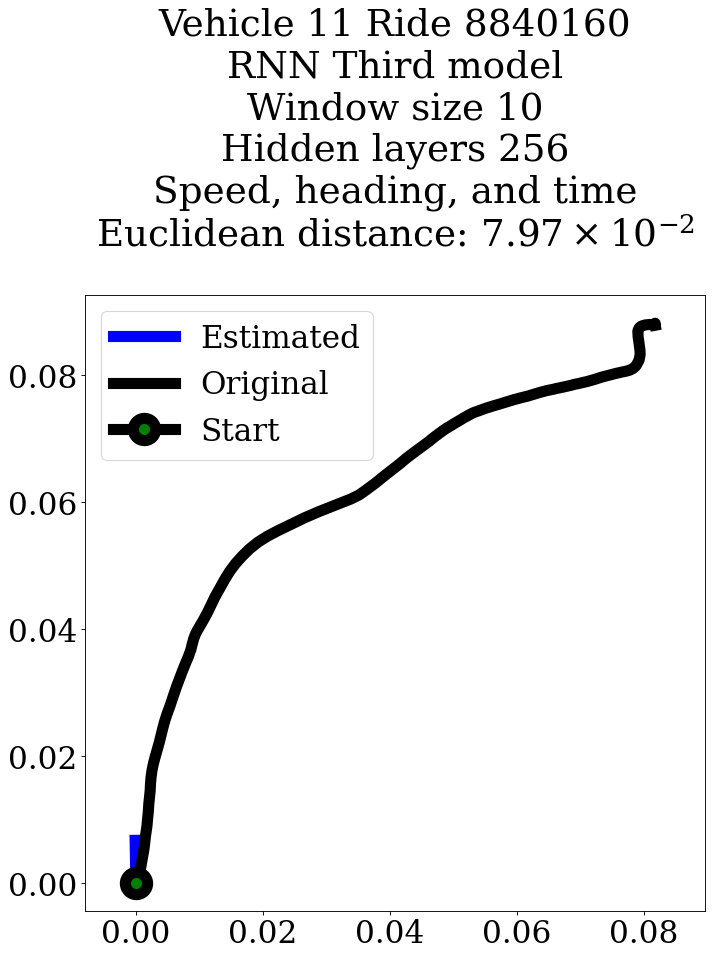 Vehicle 11 Ride 8840160
RNN Third model
Window size 10
Hidden layers 256
Speed, heading, and time
Euclidean distance: 7.97 × 10⁻²
Estimated
Original
Start
0.08
0.06
0.04
0.02
0.00
0.00 0.02 0.04 0.06 0.08